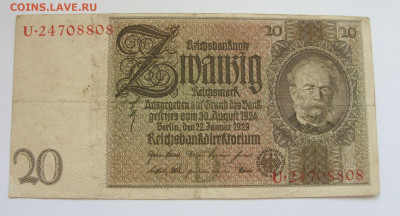 COINS.LAVE.RU
U·24708808
Reichsbanknote
20
20
Zwanzig
Reichsmark
Ausgegeben auf Grund des Bank
gesetzes vom 30. August 1924
Berlin, den 22. Januar 1929
Reichsbankdirektorium
20
U·24708808